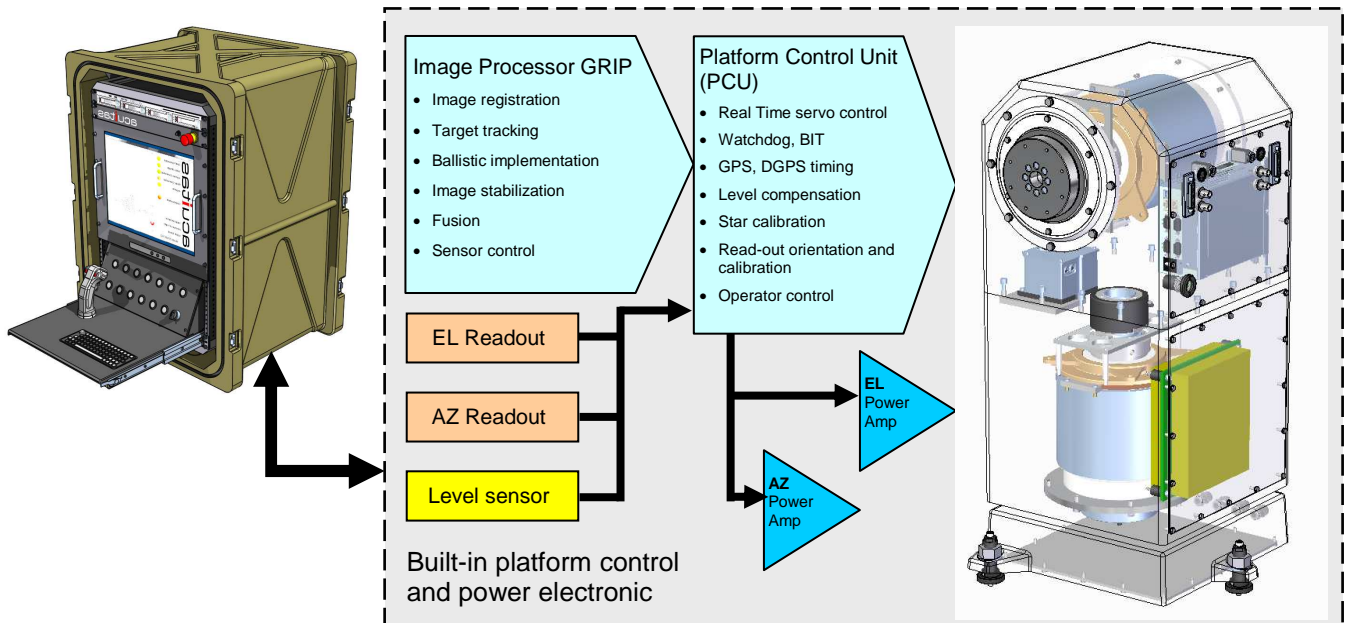 Image Processor GRIP
• Image registration
• Target tracking
• Ballistic implementation
• Image stabilization
• Fusion
• Sensor control
Platform Control Unit
(PCU)
• Real Time servo control
• Watchdog, BIT
• GPS, DGPS timing
• Level compensation
• Star calibration
• Read-out orientation and
calibration
• Operator control
EL Readout
AZ Readout
Level sensor
EL
Power
Amp
AZ
Power
Amp
Built-in platform control
and power electronic